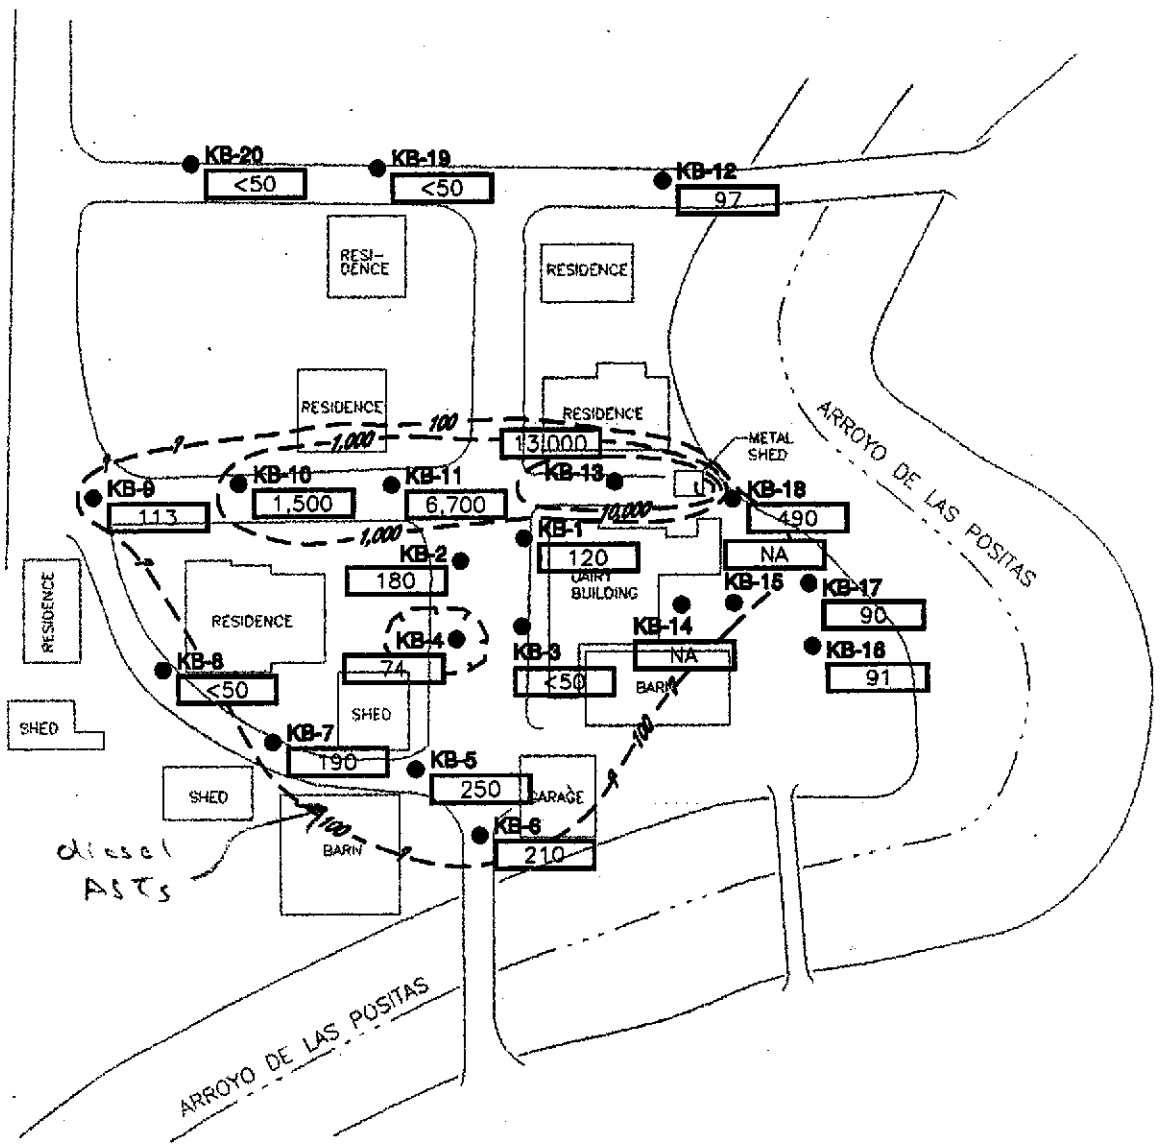 KB-20
<50
KB-19
<50
KB-12
97
RESI-
DENCE
RESIDENCE
RESIDENCE
RESIDENCE
100
1,000
13,000
METAL
SHED
ARROYO DE LAS POSITAS
?
KB-9
113
KB-10
1,500
KB-11
6,700
KB-13
10,000
KB-18
490
1,000
KB-1
120
NA
KB-2
180
DAIRY
BUILDING
KB-15
KB-17
90
RESIDENCE
RESIDENCE
KB-4
74
KB-3
<50
KB-14
NA
KB-16
91
BARN
KB-8
<50
SHED
SHED
KB-7
190
KB-5
250
100
SHED
GARAGE
100
BARN
KB-6
210
diesel
ASTs
ARROYO DE LAS POSITAS